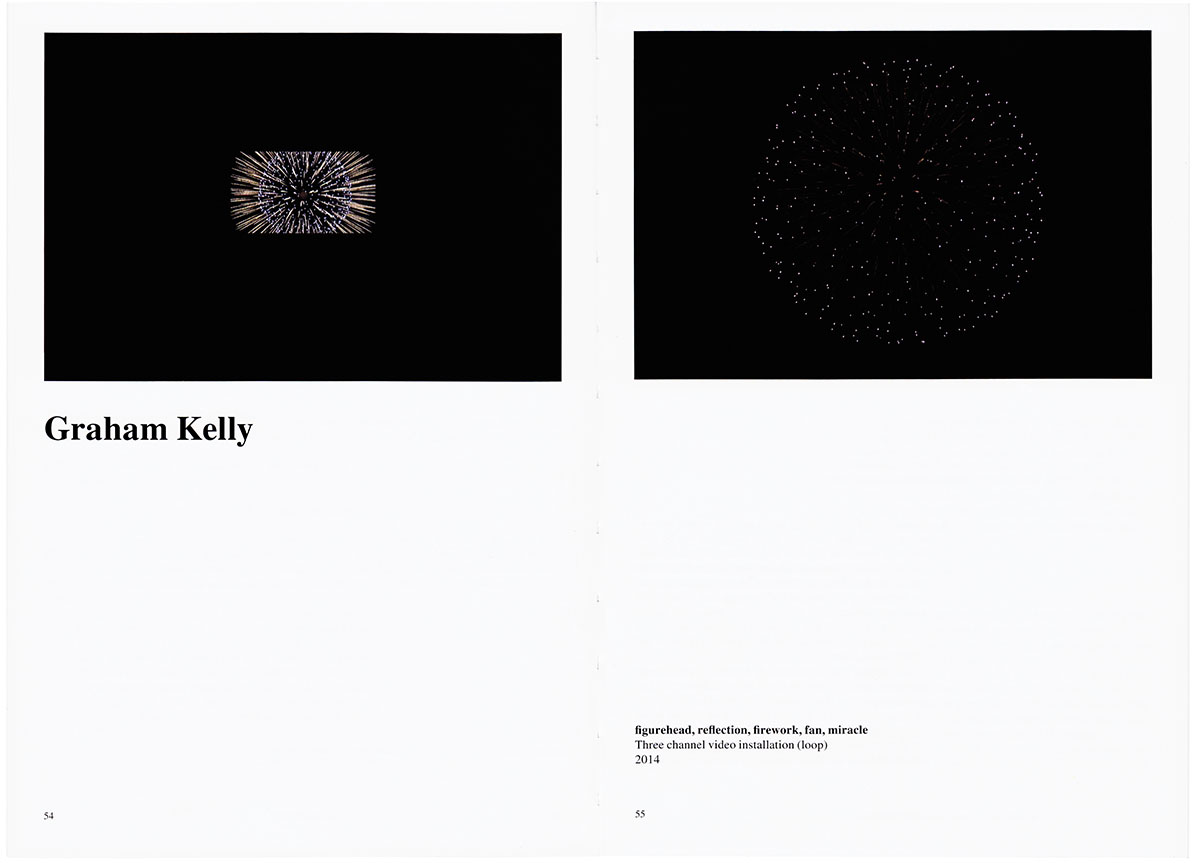 Graham Kelly
54
figurehead, reflection, firework, fan, miracle
Three channel video installation (loop)
2014
55